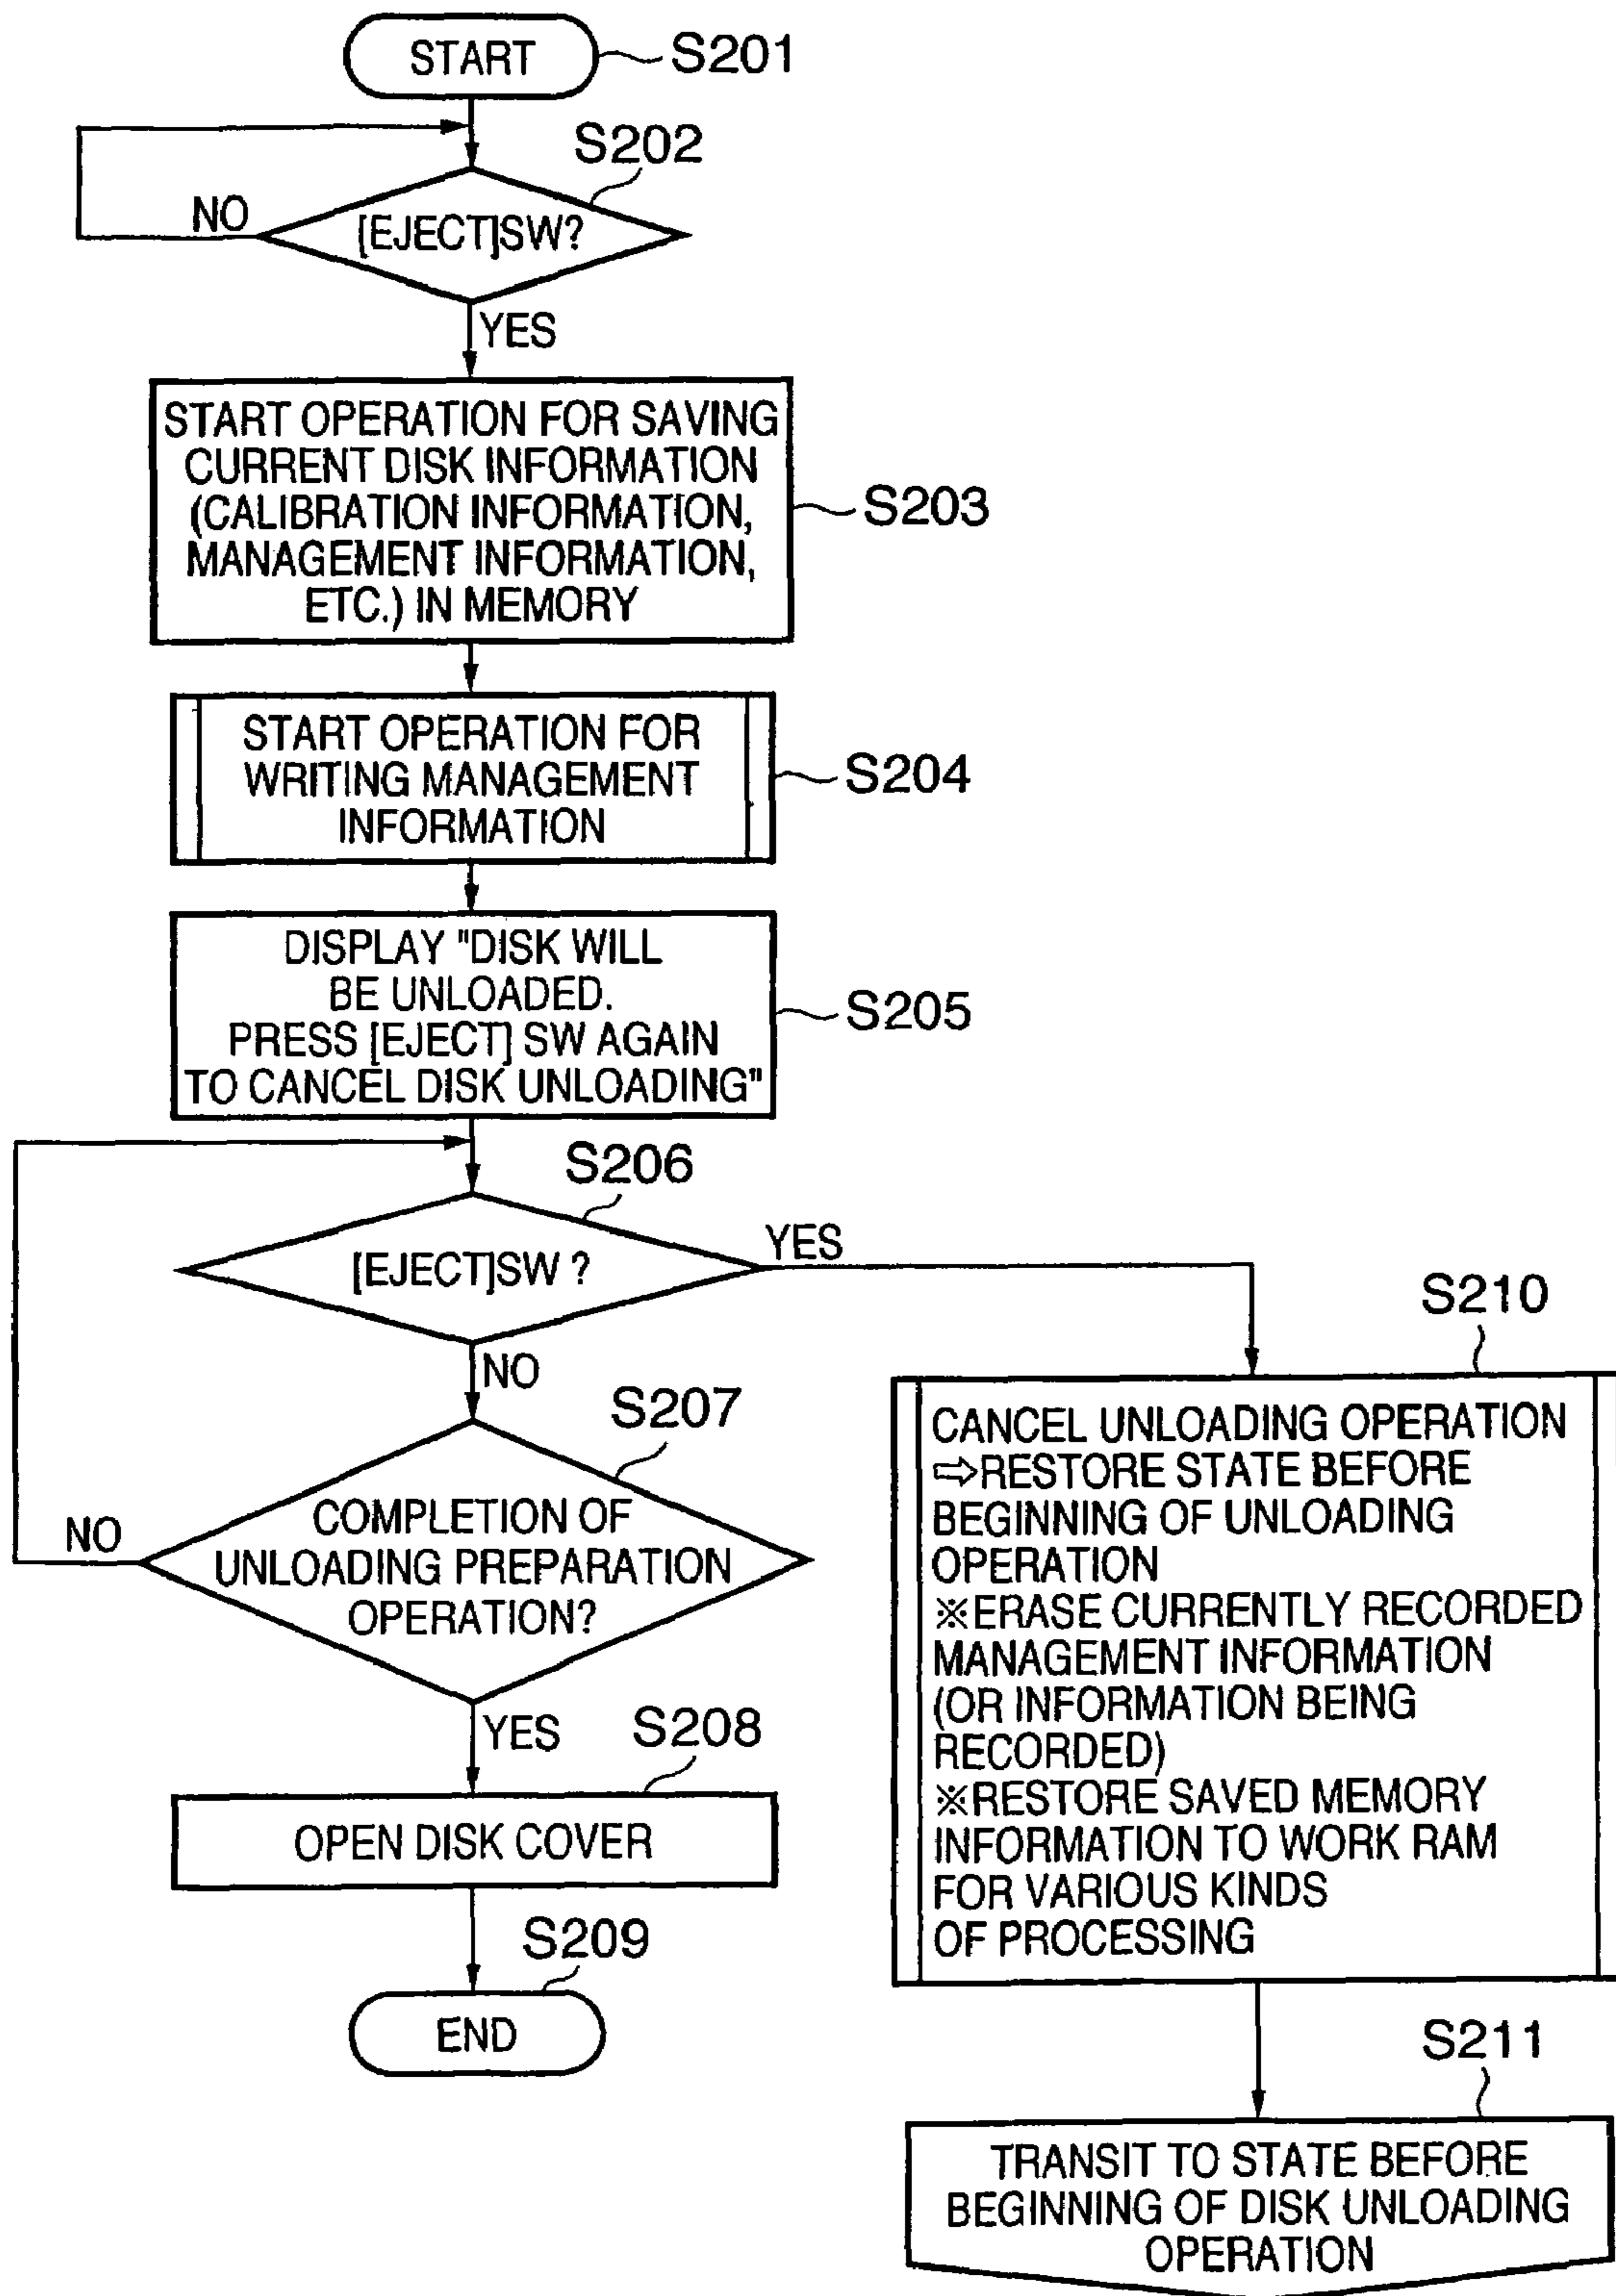 START
S201
S202
NO
[EJECT]SW?
YES
START OPERATION FOR SAVING
CURRENT DISK INFORMATION
(CALIBRATION INFORMATION,
MANAGEMENT INFORMATION,
ETC.) IN MEMORY
S203
START OPERATION FOR
WRITING MANAGEMENT
INFORMATION
S204
DISPLAY "DISK WILL
BE UNLOADED.
PRESS [EJECT] SW AGAIN
TO CANCEL DISK UNLOADING"
S205
S206
[EJECT]SW ?
YES
NO
S207
COMPLETION OF
UNLOADING PREPARATION
OPERATION?
NO
YES
S208
OPEN DISK COVER
S209
END
S210
CANCEL UNLOADING OPERATION
⇨RESTORE STATE BEFORE
BEGINNING OF UNLOADING
OPERATION
※ERASE CURRENTLY RECORDED
MANAGEMENT INFORMATION
(OR INFORMATION BEING
RECORDED)
※RESTORE SAVED MEMORY
INFORMATION TO WORK RAM
FOR VARIOUS KINDS
OF PROCESSING
S211
TRANSIT TO STATE BEFORE
BEGINNING OF DISK UNLOADING
OPERATION